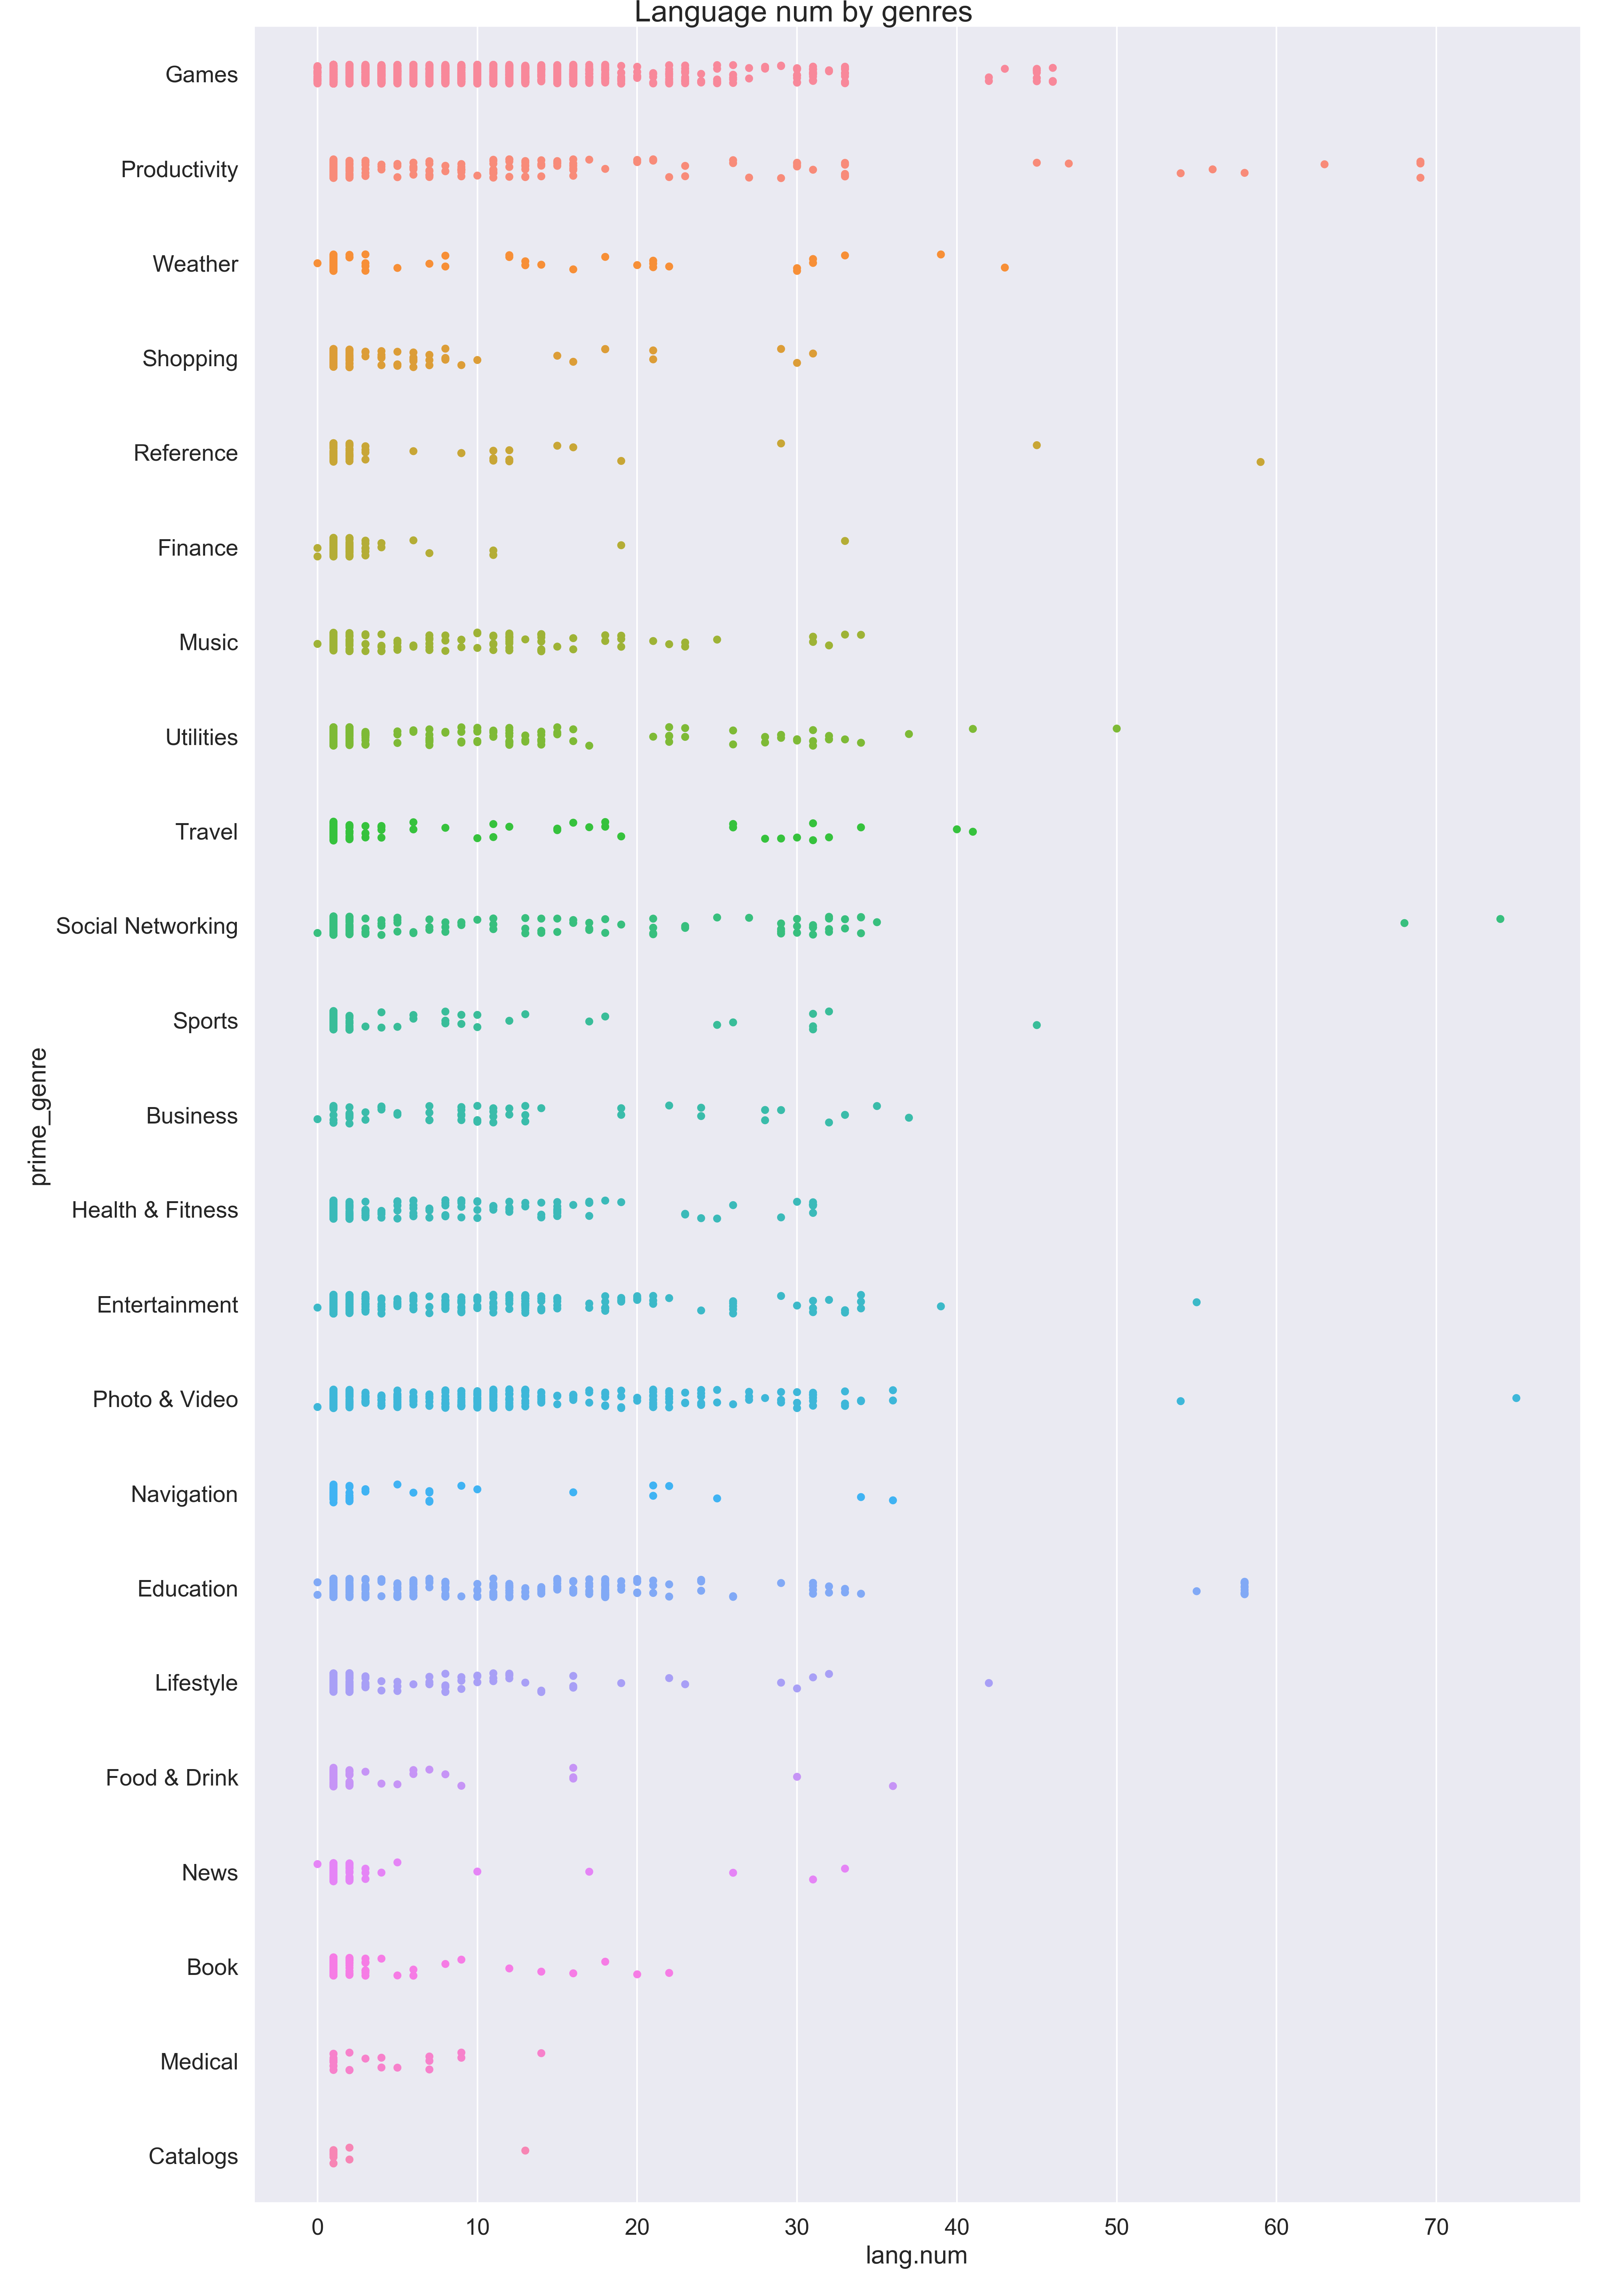 Language num by genres
Games
Productivity
Weather
Shopping
Reference
Finance
Music
Utilities
Travel
Social Networking
Sports
Business
Health & Fitness
Entertainment
Photo & Video
Navigation
Education
Lifestyle
Food & Drink
News
Book
Medical
Catalogs
prime_genre
0 10 20 30 40 50 60 70
lang.num